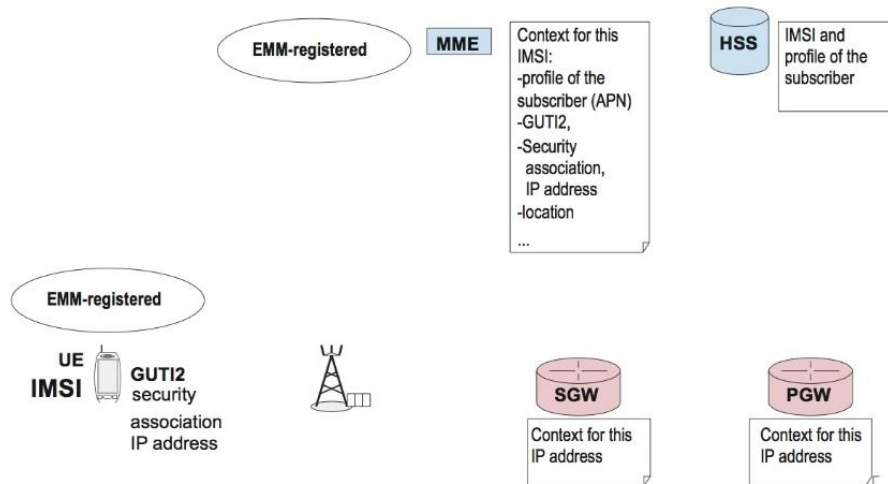 EMM-registered
MME
Context for this
IMSI:
-profile of the
subscriber (APN)
-GUTI2,
-Security
association,
IP address
-location
...
HSS
IMSI and
profile of the
subscriber
EMM-registered
UE
IMSI
GUTI2
security
association
IP address
SGW
Context for this
IP address
PGW
Context for this
IP address